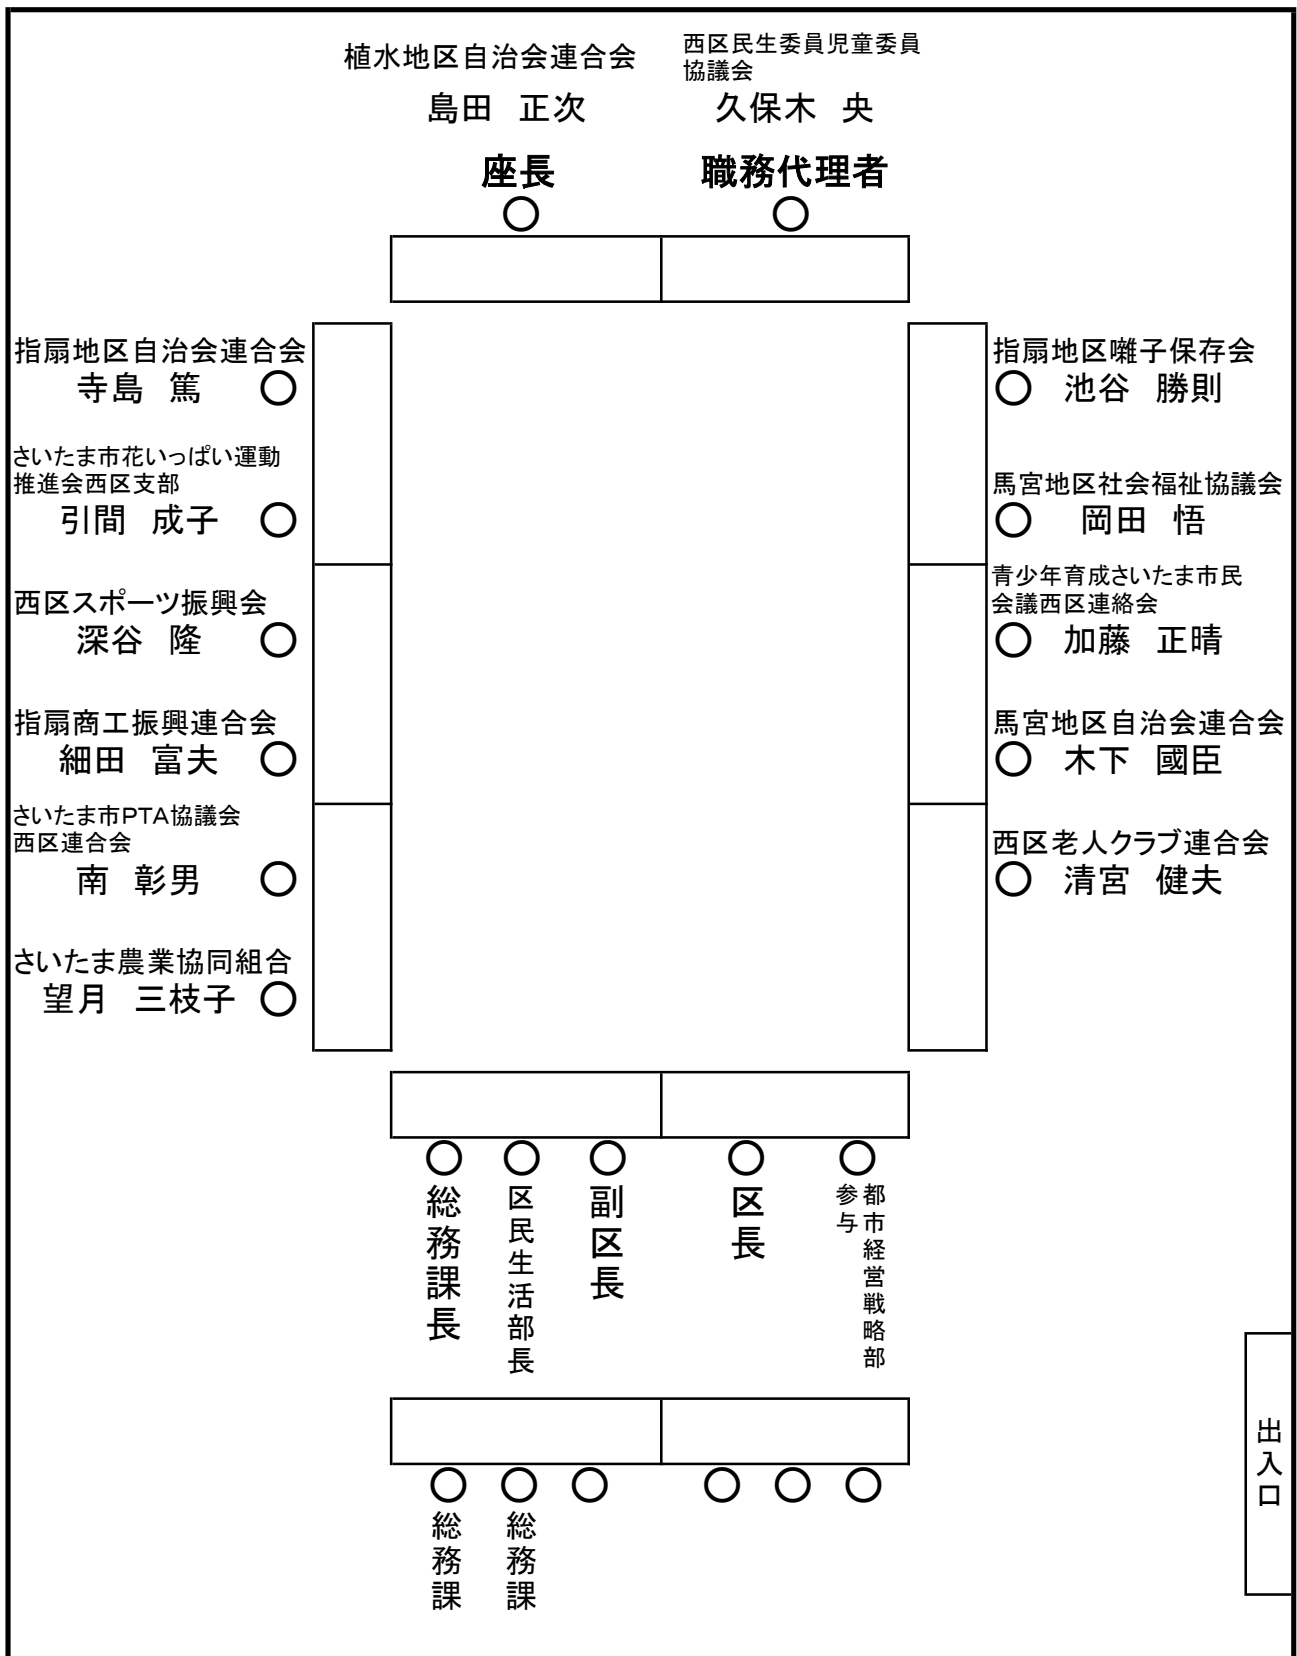 植水地区自治会連合会
島田　正次
座長
西区民生委員児童委員
協議会
久保木　央
職務代理者
指扇地区自治会連合会
寺島　篤
さいたま市花いっぱい運動
推進会西区支部
引間　成子
西区スポーツ振興会
深谷　隆
指扇商工振興連合会
細田　富夫
さいたま市PTA協議会
西区連合会
南　彰男
さいたま農業協同組合
望月　三枝子
指扇地区囃子保存会
池谷　勝則
馬宮地区社会福祉協議会
岡田　悟
青少年育成さいたま市民
会議西区連絡会
加藤　正晴
馬宮地区自治会連合会
木下　國臣
西区老人クラブ連合会
清宮　健夫
総務課長
区民生活部長
副区長
区長
都市経営戦略部
参与
総務課
総務課
出入口